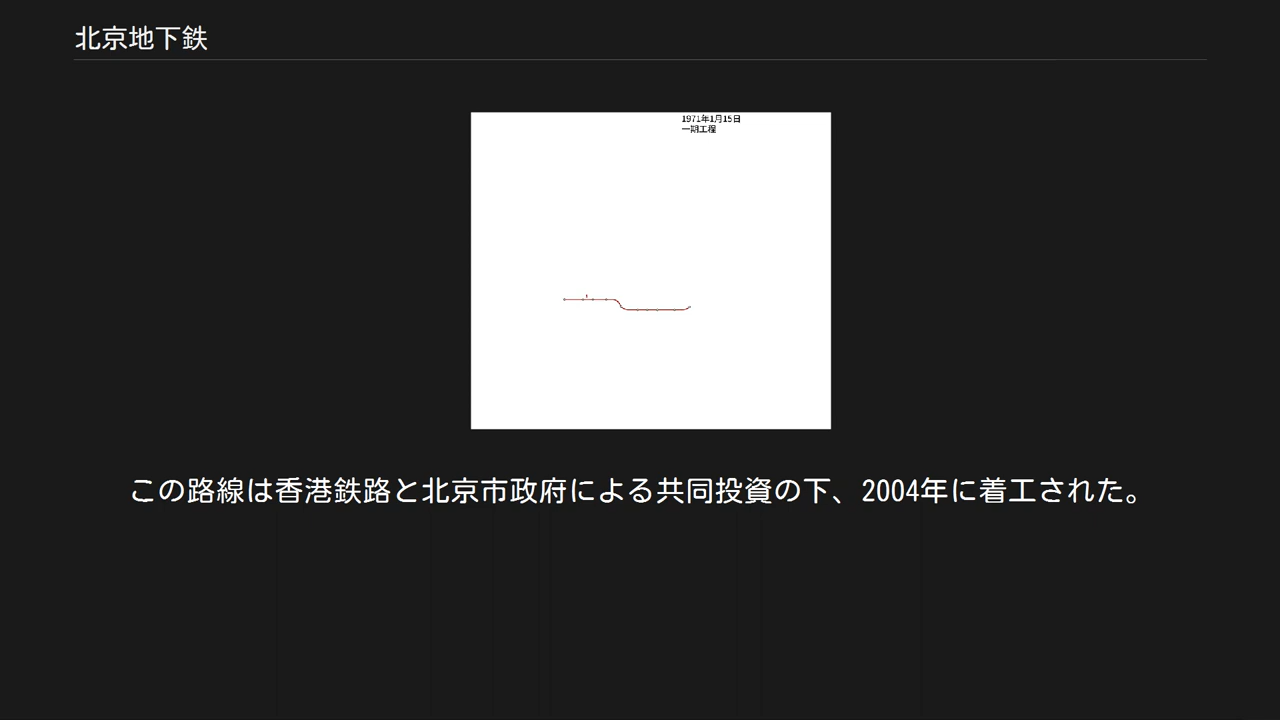 北京地下鉄
1971年1月15日
一期工程
この路線は香港鉄路と北京市政府による共同投資の下、2004年に着工された。